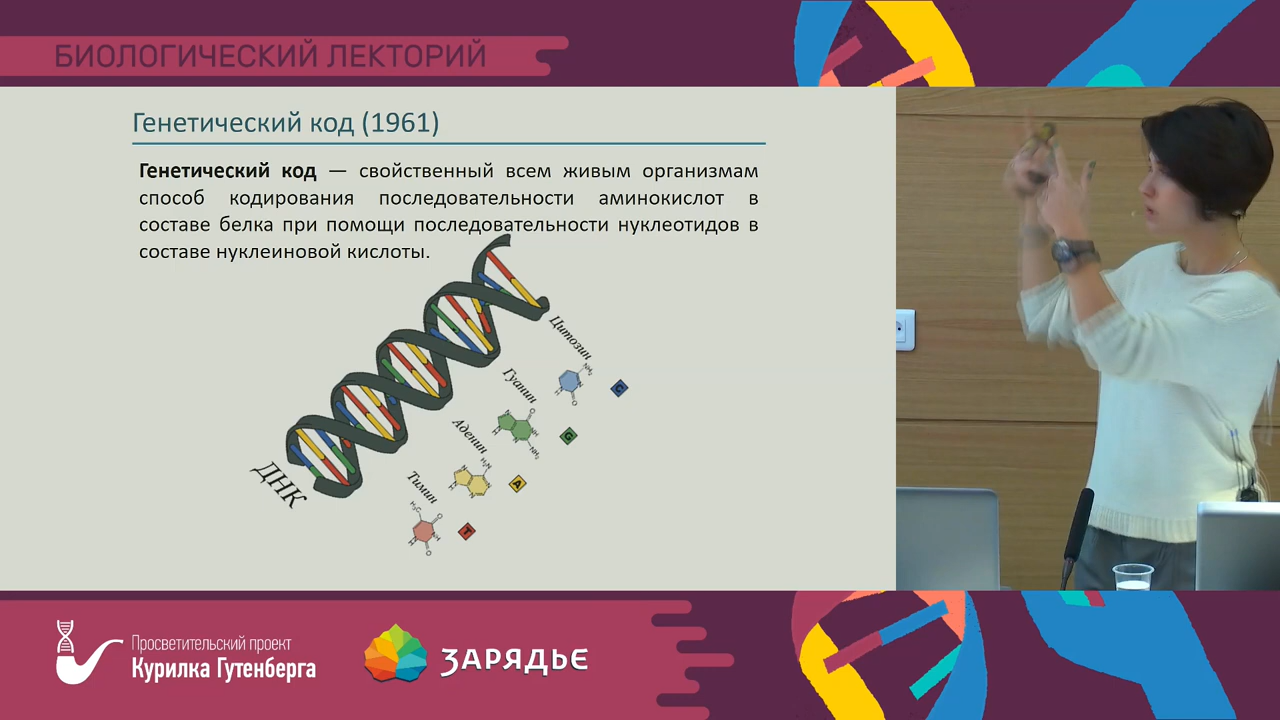 БИОЛОГИЧЕСКИЙ ЛЕКТОРИЙ
Генетический код (1961)
Генетический код — свойственный всем живым организмам
способ кодирования последовательности аминокислот в
составе белка при помощи последовательности нуклеотидов в
составе нуклеиновой кислоты.
Цитозин
C
Гуанин
G
Аденин
A
Тимин
T
ДНК
Просветительский проект
Курилка Гутенберга
ЗАРЯДЬЕ